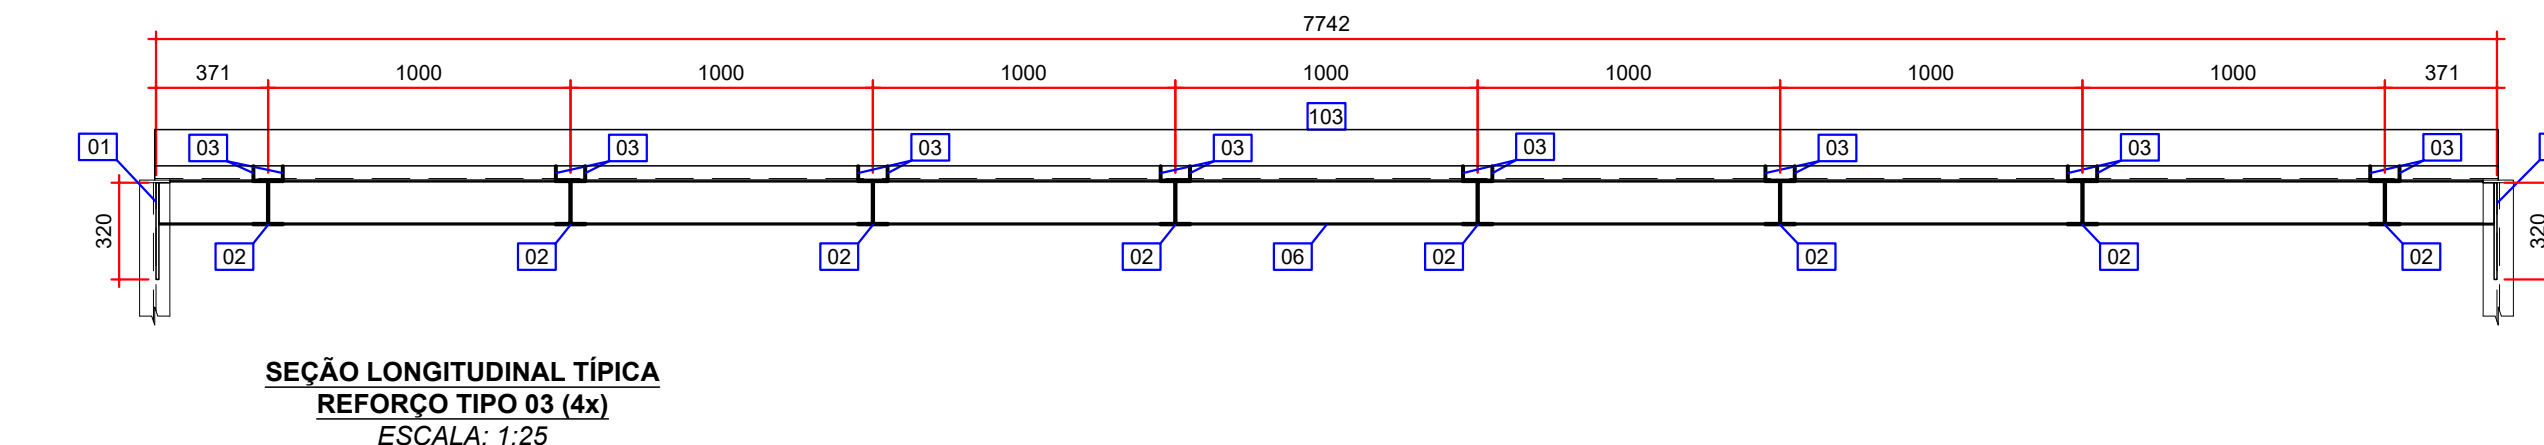 7742
371 1000 1000 1000 1000 1000 1000 1000 371
103
01 03 03 03 03 03 03 03 03
320 320
02 02 02 02 06 02 02 02 02
SEÇÃO LONGITUDINAL TÍPICA
REFORÇO TIPO 03 (4x)
ESCALA: 1:25